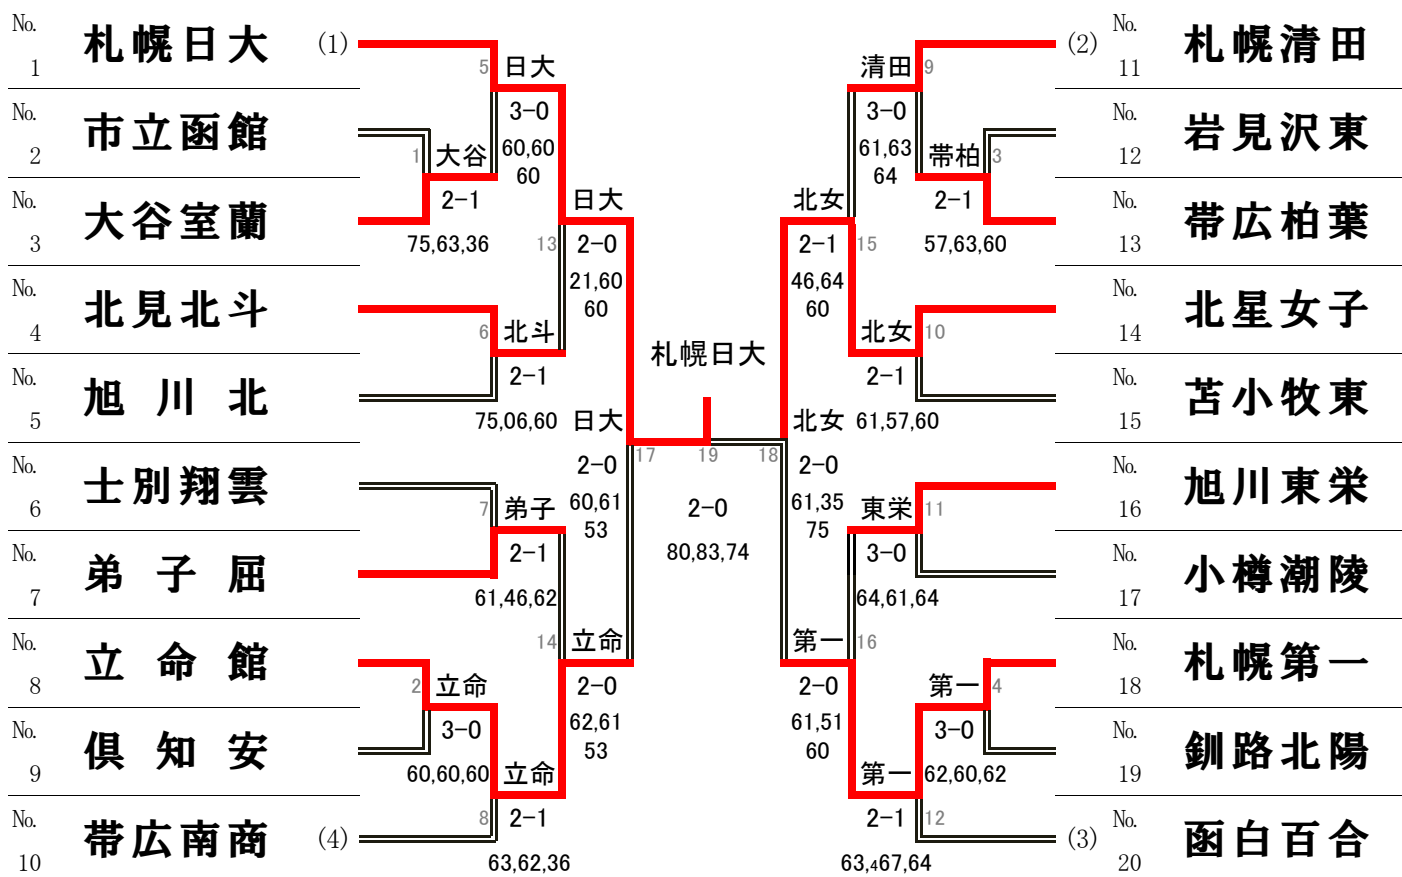 No.
1
札幌日大
(1)
No.
2
市立函館
No.
3
大谷室蘭
No.
4
北見北斗
No.
5
旭川北
No.
6
士別翔雲
No.
7
弟子屈
No.
8
立命館
No.
9
倶知安
No.
10
帯広南商
(4)
5
日大
3-0
60,60
60
1
大谷
2-1
75,63,36
13
日大
2-0
21,60
60
6
北斗
2-1
75,06,60
日大
17
2-0
60,61
53
7
弟子
2-1
61,46,62
14
立命
2-0
62,61
53
2
立命
3-0
60,60,60
立命
8
2-1
63,62,36
札幌日大
19
2-0
80,83,74
清田
9
3-0
61,63
64
帯柏
3
2-1
57,63,60
北女
2-1
15
46,64
60
北女
10
2-1
61,57,60
北女
18
2-0
61,35
75
東栄
11
3-0
64,61,64
第一
16
2-0
61,51
60
第一
4
3-0
62,60,62
第一
2-1
12
63,467,64
(2)
No.
11
札幌清田
No.
12
岩見沢東
No.
13
帯広柏葉
No.
14
北星女子
No.
15
苫小牧東
No.
16
旭川東栄
No.
17
小樽潮陵
No.
18
札幌第一
No.
19
釧路北陽
(3)
No.
20
函白百合